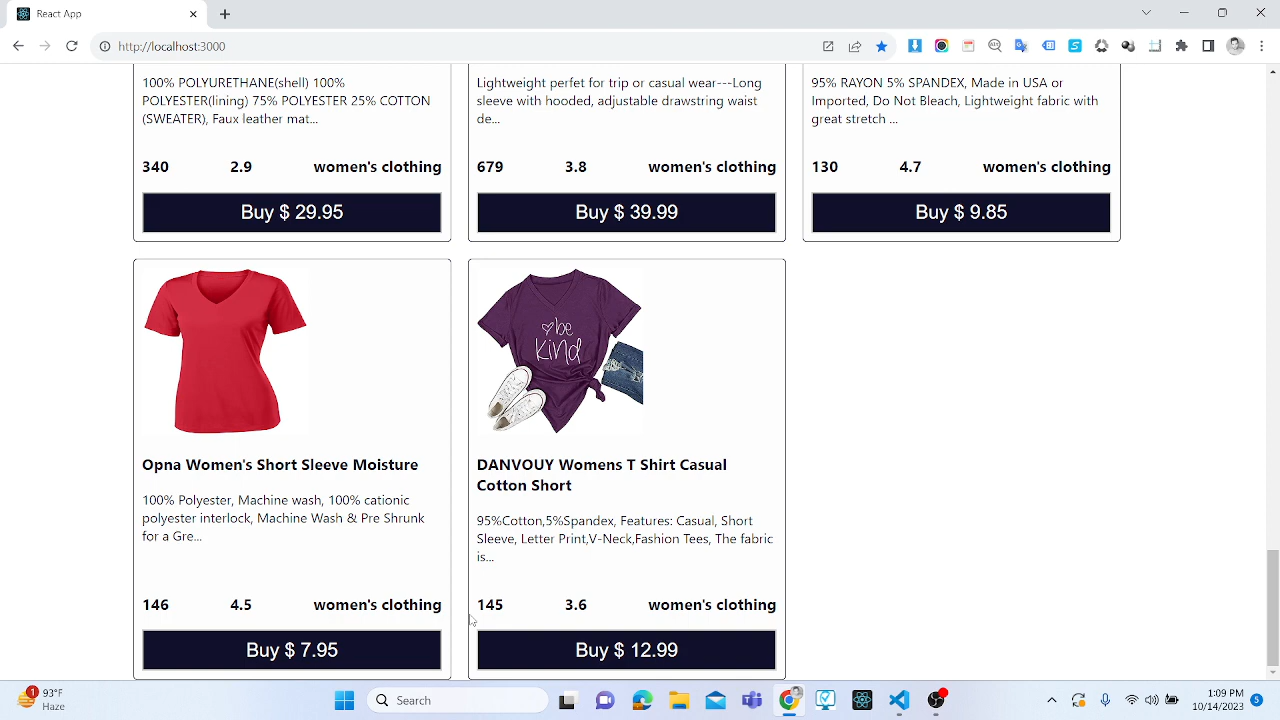 React App
http://localhost:3000
100% POLYURETHANE(shell) 100%
POLYESTER(lining) 75% POLYESTER 25% COTTON
(SWEATER), Faux leather mat...
340 2.9 women's clothing
Buy $ 29.95
Lightweight perfet for trip or casual wear---Long
sleeve with hooded, adjustable drawstring waist
de...
679 3.8 women's clothing
Buy $ 39.99
95% RAYON 5% SPANDEX, Made in USA or
Imported, Do Not Bleach, Lightweight fabric with
great stretch ...
130 4.7 women's clothing
Buy $ 9.85
Opna Women's Short Sleeve Moisture
100% Polyester, Machine wash, 100% cationic
polyester interlock, Machine Wash & Pre Shrunk
for a Gre...
146 4.5 women's clothing
Buy $ 7.95
be
kind
DANVOUY Womens T Shirt Casual
Cotton Short
95%Cotton,5%Spandex, Features: Casual, Short
Sleeve, Letter Print,V-Neck,Fashion Tees, The fabric
is...
145 3.6 women's clothing
Buy $ 12.99
1
93°F
Haze
Search
1:09 PM
10/14/2023
5